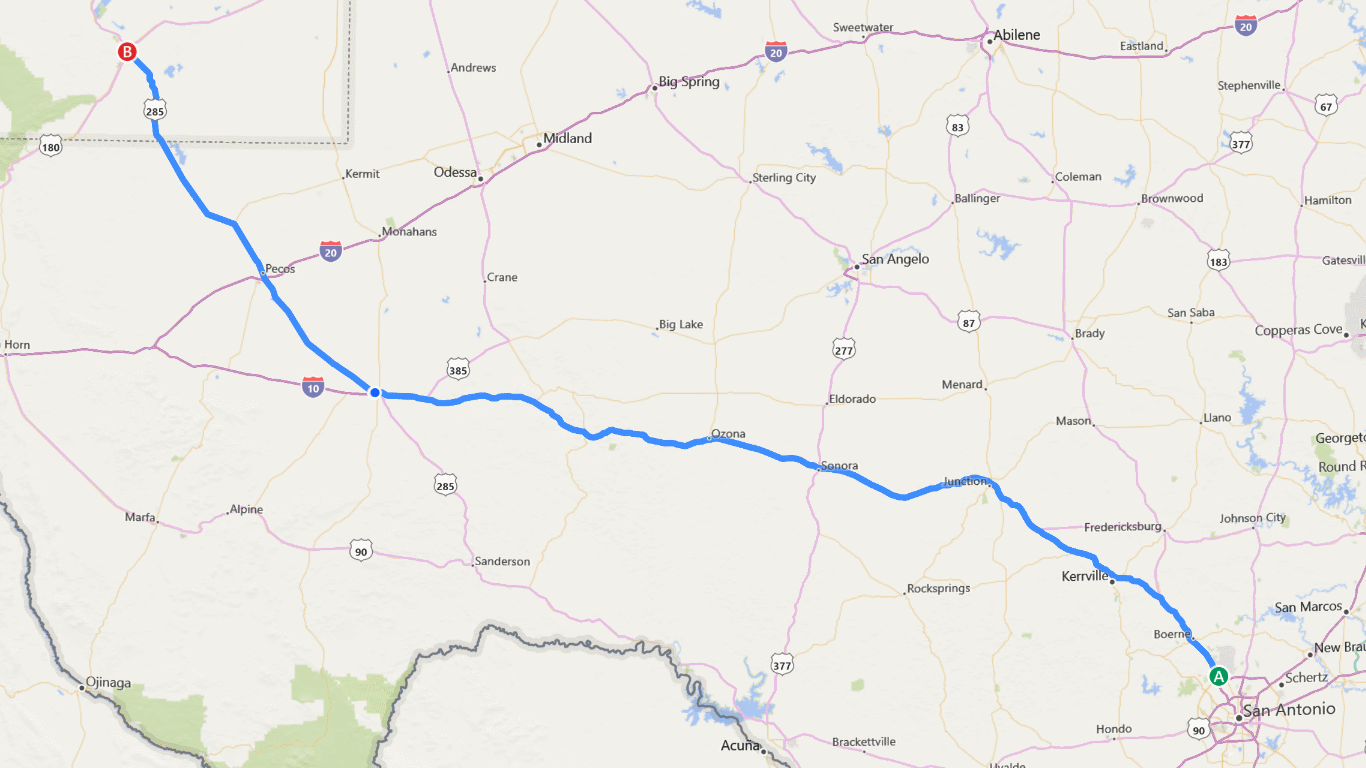 B
Sweetwater
Abilene
20
Eastland
20
Andrews
Big Spring
Stephenville
285
67
83
180
Midland
377
Kermit
Odessa
Sterling City
Coleman
Ballinger
Brownwood
Hamilton
Monahans
20
San Angelo
183
Gatesvill
Pecos
Crane
Big Lake
87
San Saba
Copperas Cove
K
Brady
Horn
277
385
10
Menard
Eldorado
Mason
Llano
Ozona
Georgeto
Sonora
Round R
Junction
285
Alpine
Marfa
Johnson City
Fredericksburg
90
Sanderson
Kerrville
Rocksprings
San Marcos
Boerne
New Brau
377
A
Schertz
Ojinaga
San Antonio
90
Hondo
Acuña
Brackettville
Uvalde